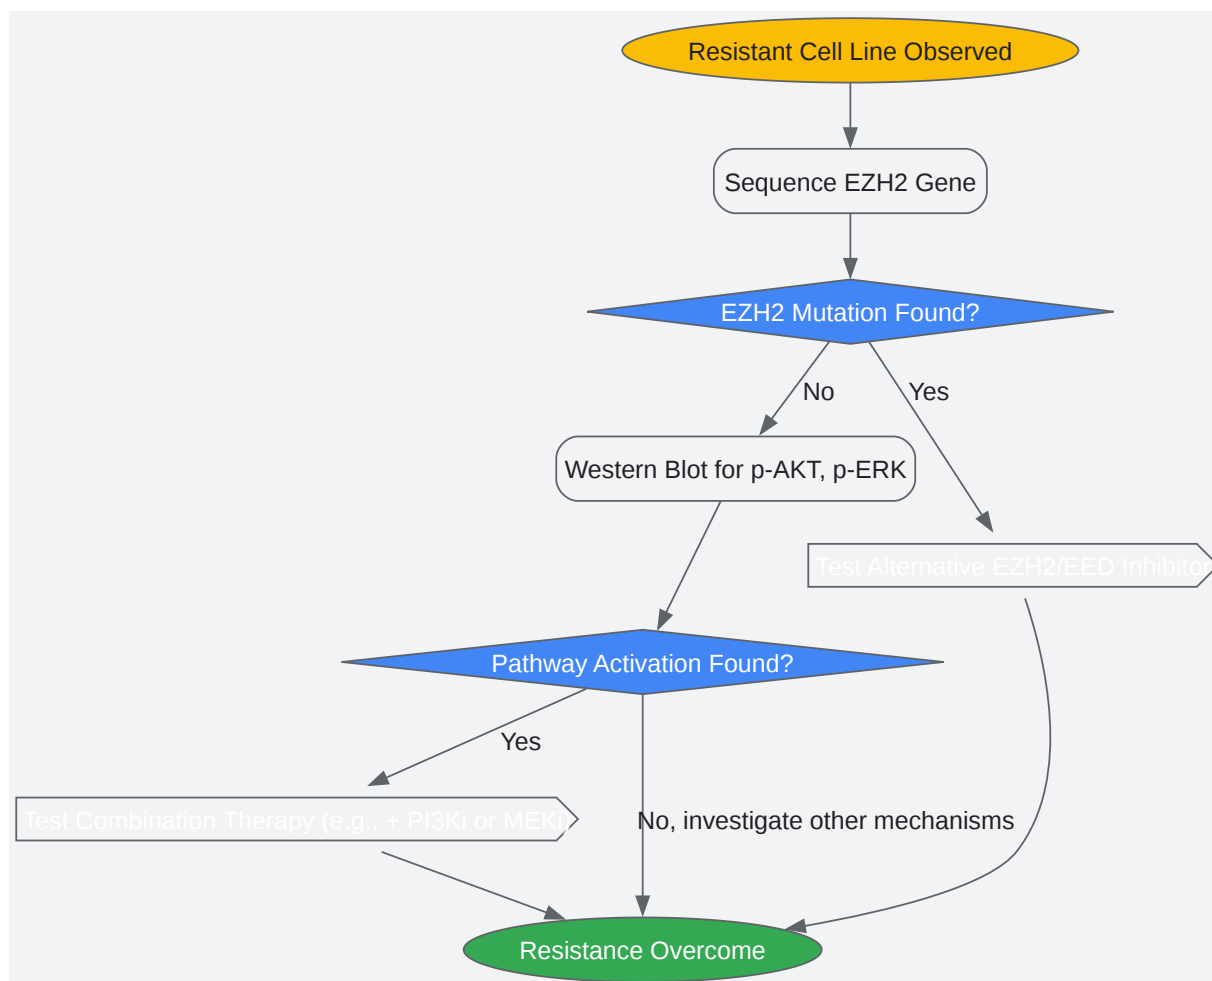 Resistant Cell Line Observed
Sequence EZH2 Gene
EZH2 Mutation Found?
No
Yes
Western Blot for p-AKT, p-ERK
Test Alternative EZH2/EED Inhibitor
Pathway Activation Found?
Yes
Test Combination Therapy (e.g., + PI3Ki or MEKi)
No, investigate other mechanisms
Resistance Overcome